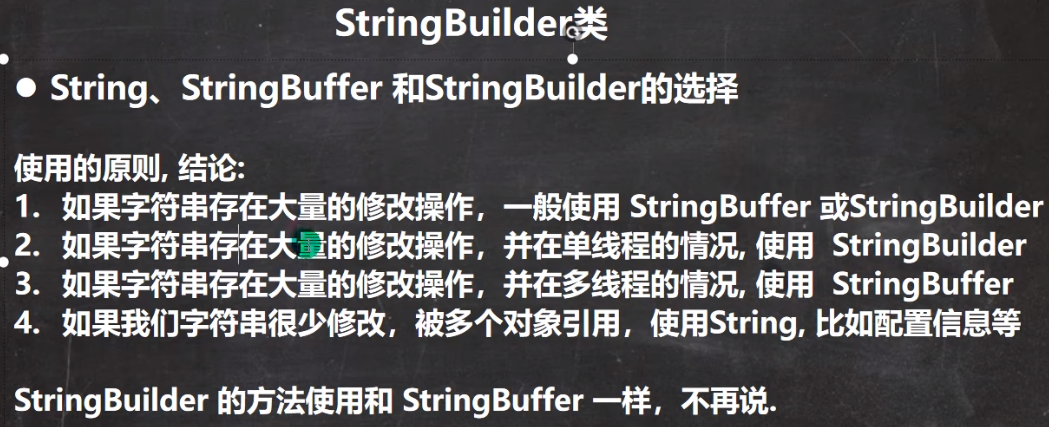 StringBuilder类
● String、StringBuffer 和StringBuilder的选择
使用的原则, 结论:
1. 如果字符串存在大量的修改操作，一般使用 StringBuffer 或StringBuilder
2. 如果字符串存在大量的修改操作，并在单线程的情况, 使用 StringBuilder
3. 如果字符串存在大量的修改操作，并在多线程的情况, 使用 StringBuffer
4. 如果我们字符串很少修改，被多个对象引用，使用String, 比如配置信息等
StringBuilder 的方法使用和 StringBuffer 一样，不再说.